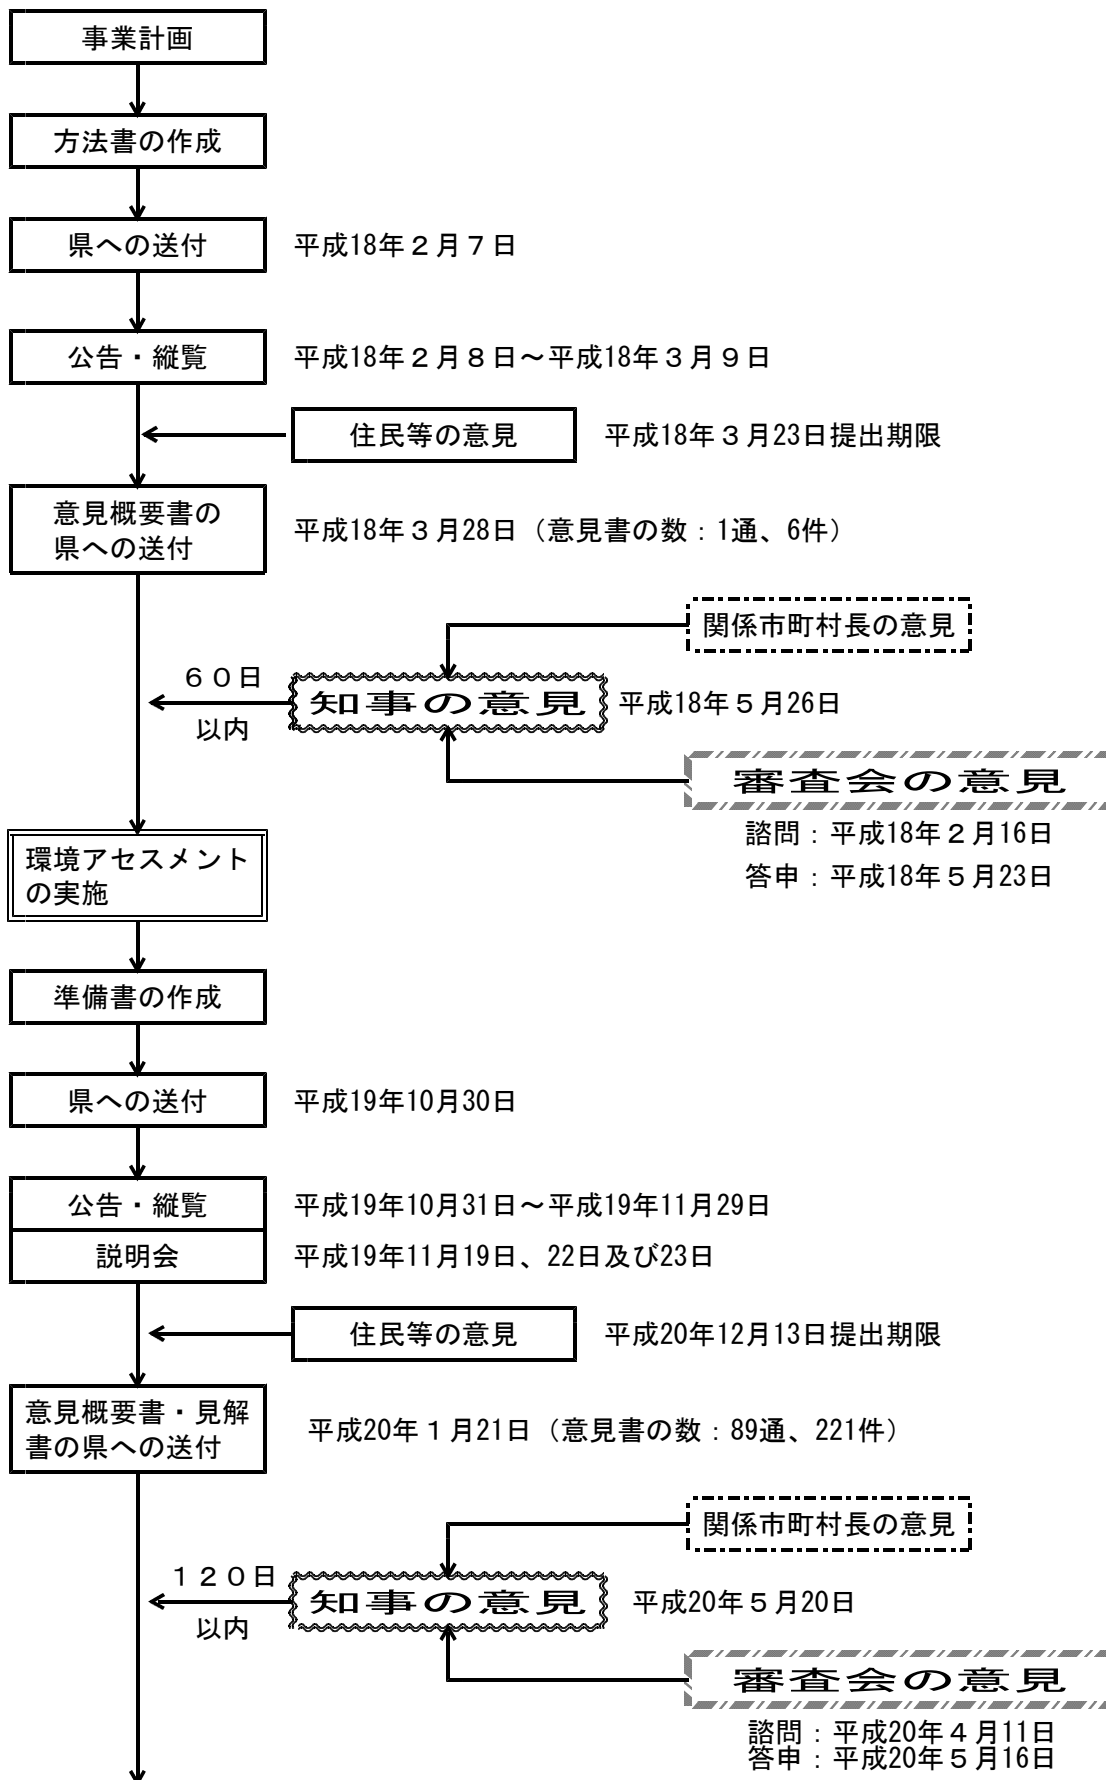 事業計画
方法書の作成
県への送付 平成18年２月７日
公告・縦覧 平成18年２月８日～平成18年３月９日
住民等の意見 平成18年３月23日提出期限
意見概要書の
県への送付
平成18年３月28日（意見書の数：1通、6件）
関係市町村長の意見
６０日
以内
知事の意見 平成18年５月26日
審査会の意見
諮問：平成18年２月16日
答申：平成18年５月23日
環境アセスメント
の実施
準備書の作成
県への送付 平成19年10月30日
公告・縦覧 平成19年10月31日～平成19年11月29日
説明会 平成19年11月19日、22日及び23日
住民等の意見 平成20年12月13日提出期限
意見概要書・見解
書の県への送付
平成20年１月21日（意見書の数：89通、221件）
関係市町村長の意見
１２０日
以内
知事の意見 平成20年５月20日
審査会の意見
諮問：平成20年４月11日
答申：平成20年５月16日